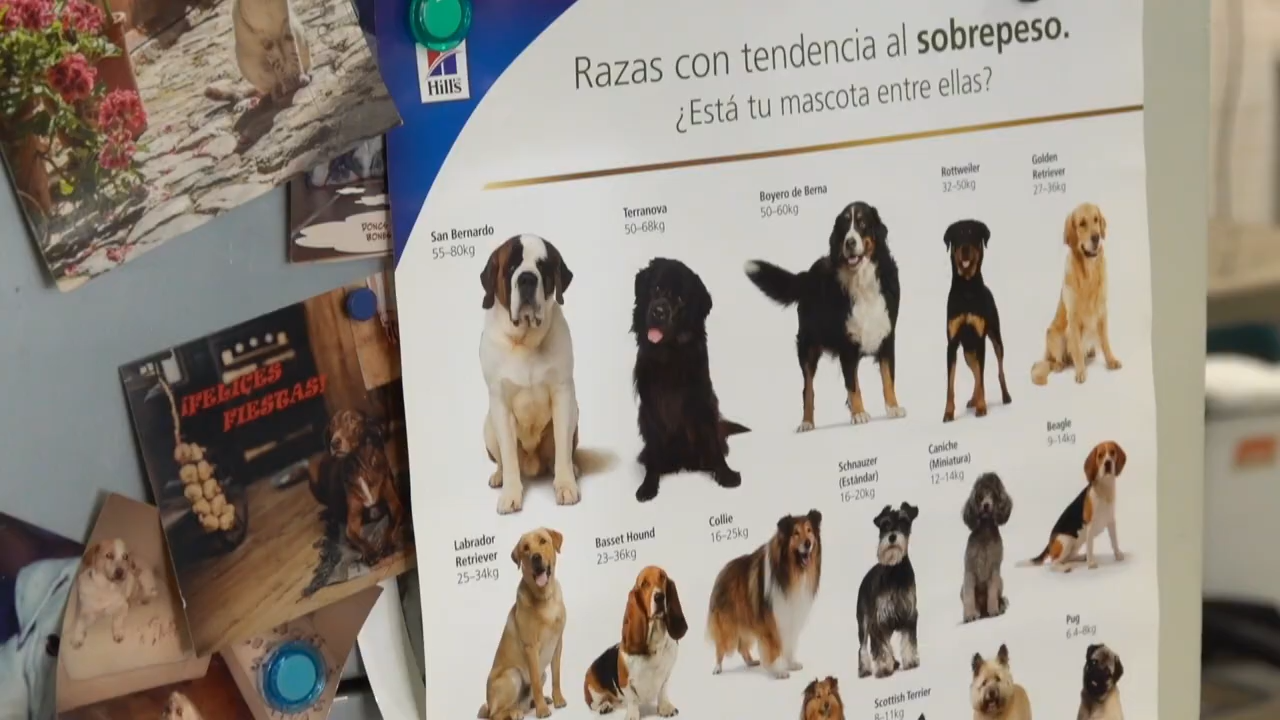 Hill's
Razas con tendencia al sobrepeso.
¿Está tu mascota entre ellas?
San Bernardo
55–80kg
Terranova
50–68kg
Boyero de Berna
50–60kg
Rottweiler
32–50kg
Golden
Retriever
27–36kg
¡FELICES
FIESTAS!
Labrador
Retriever
25–34kg
Basset Hound
23–36kg
Collie
16–25kg
Schnauzer
(Estándar)
16–20kg
Caniche
(Miniatura)
12–14kg
Beagle
9–14kg
Scottish Terrier
8–11kg
Pug
6.4–8kg